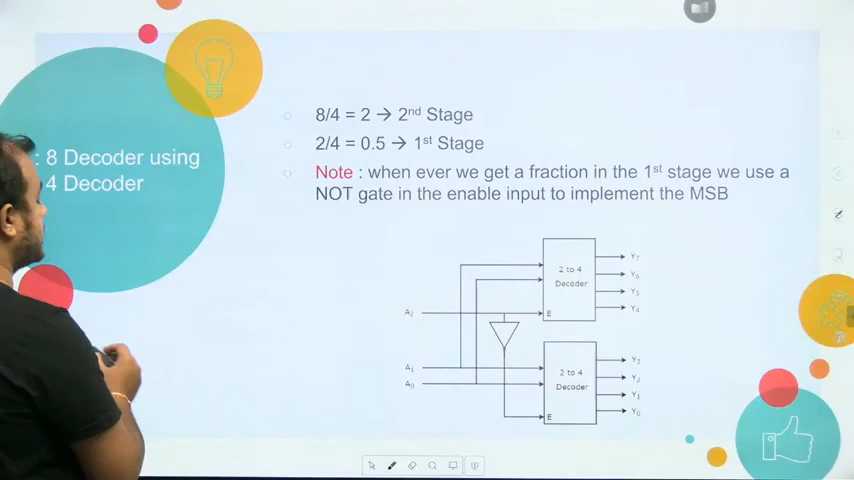 : 8 Decoder using
4 Decoder
8/4 = 2 → 2nd Stage
2/4 = 0.5 → 1st Stage
Note : when ever we get a fraction in the 1st stage we use a
NOT gate in the enable input to implement the MSB
2 to 4
Decoder
E
Y7
Y6
Y5
Y4
A2
A1
A0
2 to 4
Decoder
E
Y3
Y2
Y1
Y0